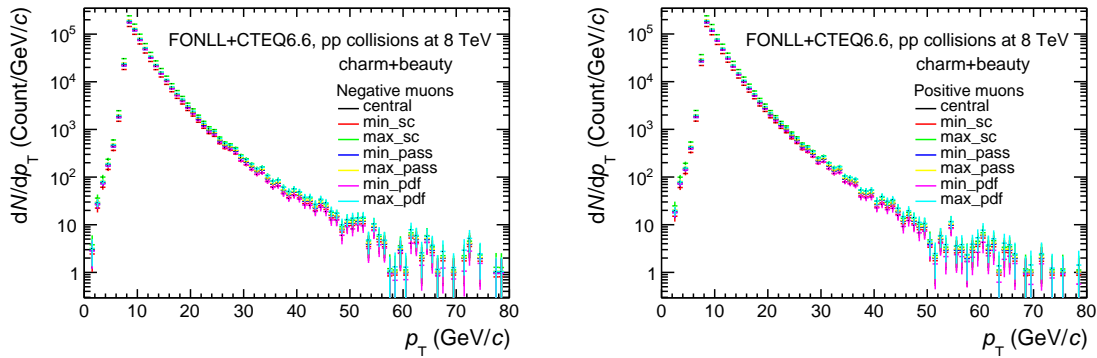 dN/dp_T (Count/GeV/c)
10^5
10^4
10^3
10^2
10
1
FONLL+CTEQ6.6, pp collisions at 8 TeV
charm+beauty
Negative muons
central
min_sc
max_sc
min_pass
max_pass
min_pdf
max_pdf
0 10 20 30 40 50 60 70 80
p_T (GeV/c)
dN/dp_T (Count/GeV/c)
10^5
10^4
10^3
10^2
10
1
FONLL+CTEQ6.6, pp collisions at 8 TeV
charm+beauty
Positive muons
central
min_sc
max_sc
min_pass
max_pass
min_pdf
max_pdf
0 10 20 30 40 50 60 70 80
p_T (GeV/c)